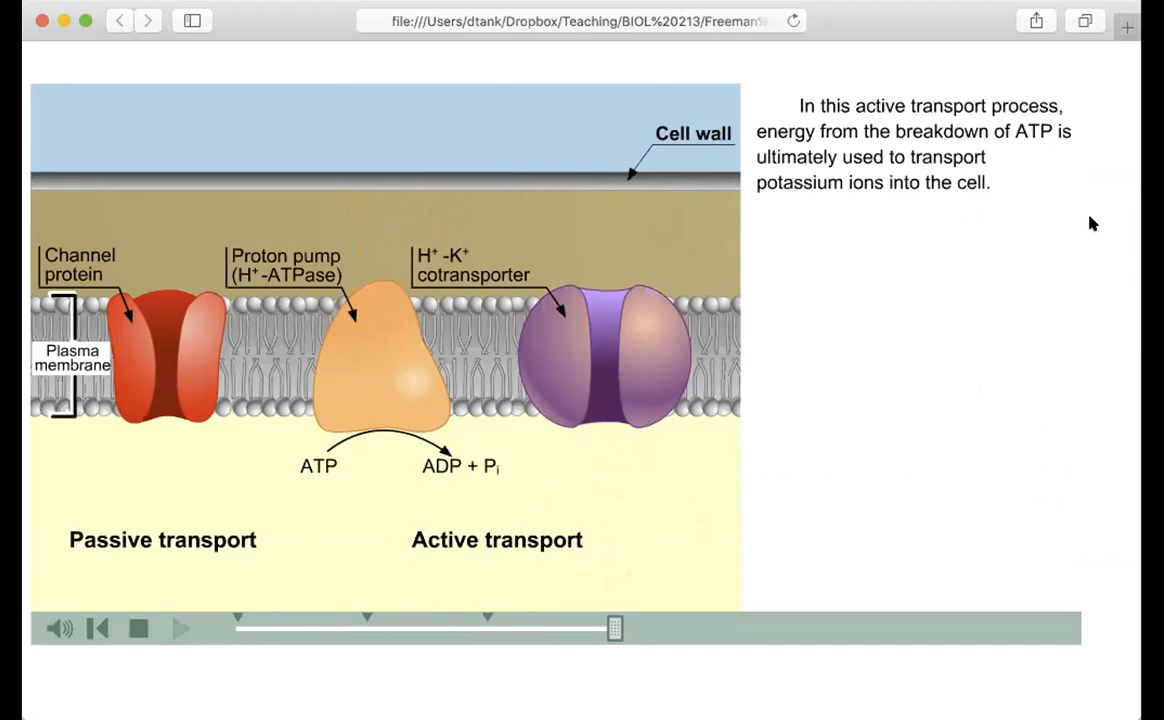 file:///Users/dtank/Dropbox/Teaching/BIOL%20213/Freeman%
In this active transport process,
energy from the breakdown of ATP is
ultimately used to transport
potassium ions into the cell.
Cell wall
Channel
protein
Proton pump
(H⁺-ATPase)
H⁺ -K⁺
cotransporter
Plasma
membrane
ATP
ADP + Pᵢ
Passive transport
Active transport